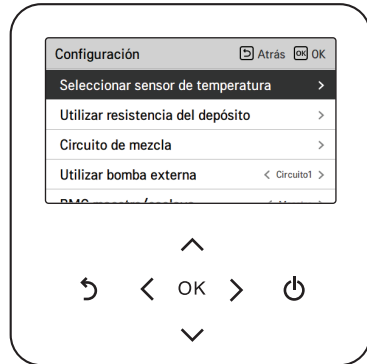 Configuración Atrás OK OK
Seleccionar sensor de temperatura
Utilizar resistencia del depósito
Circuito de mezcla
Utilizar bomba externa < Circuito1 >
OK